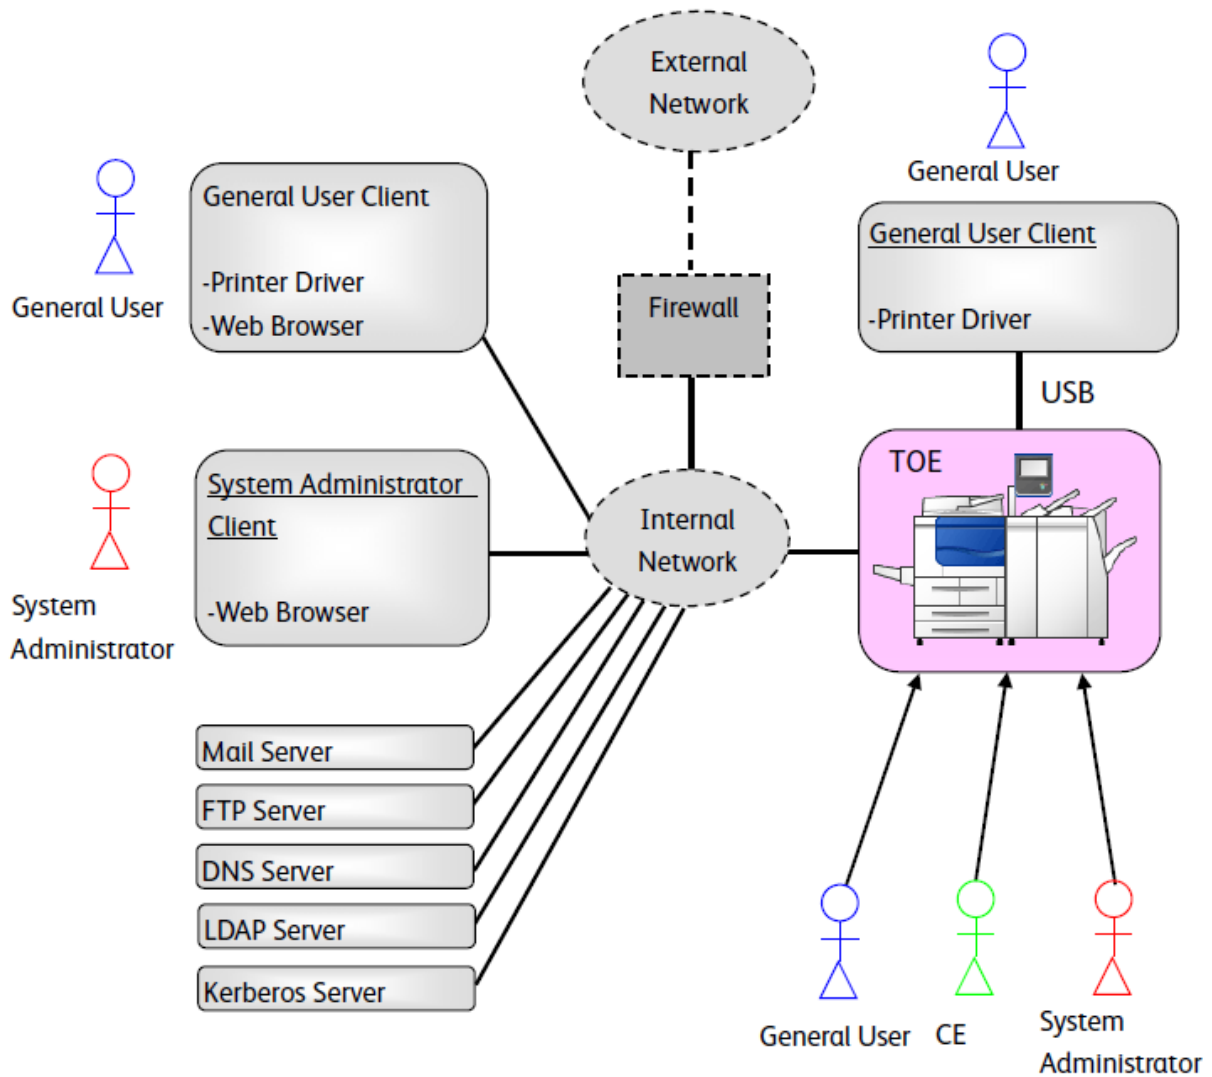 External
Network
General User
General User Client
-Printer Driver
-Web Browser
General User
Firewall
General User Client
-Printer Driver
USB
System Administrator
Client
-Web Browser
System
Administrator
Internal
Network
TOE
Mail Server
FTP Server
DNS Server
LDAP Server
Kerberos Server
General User
CE
System
Administrator